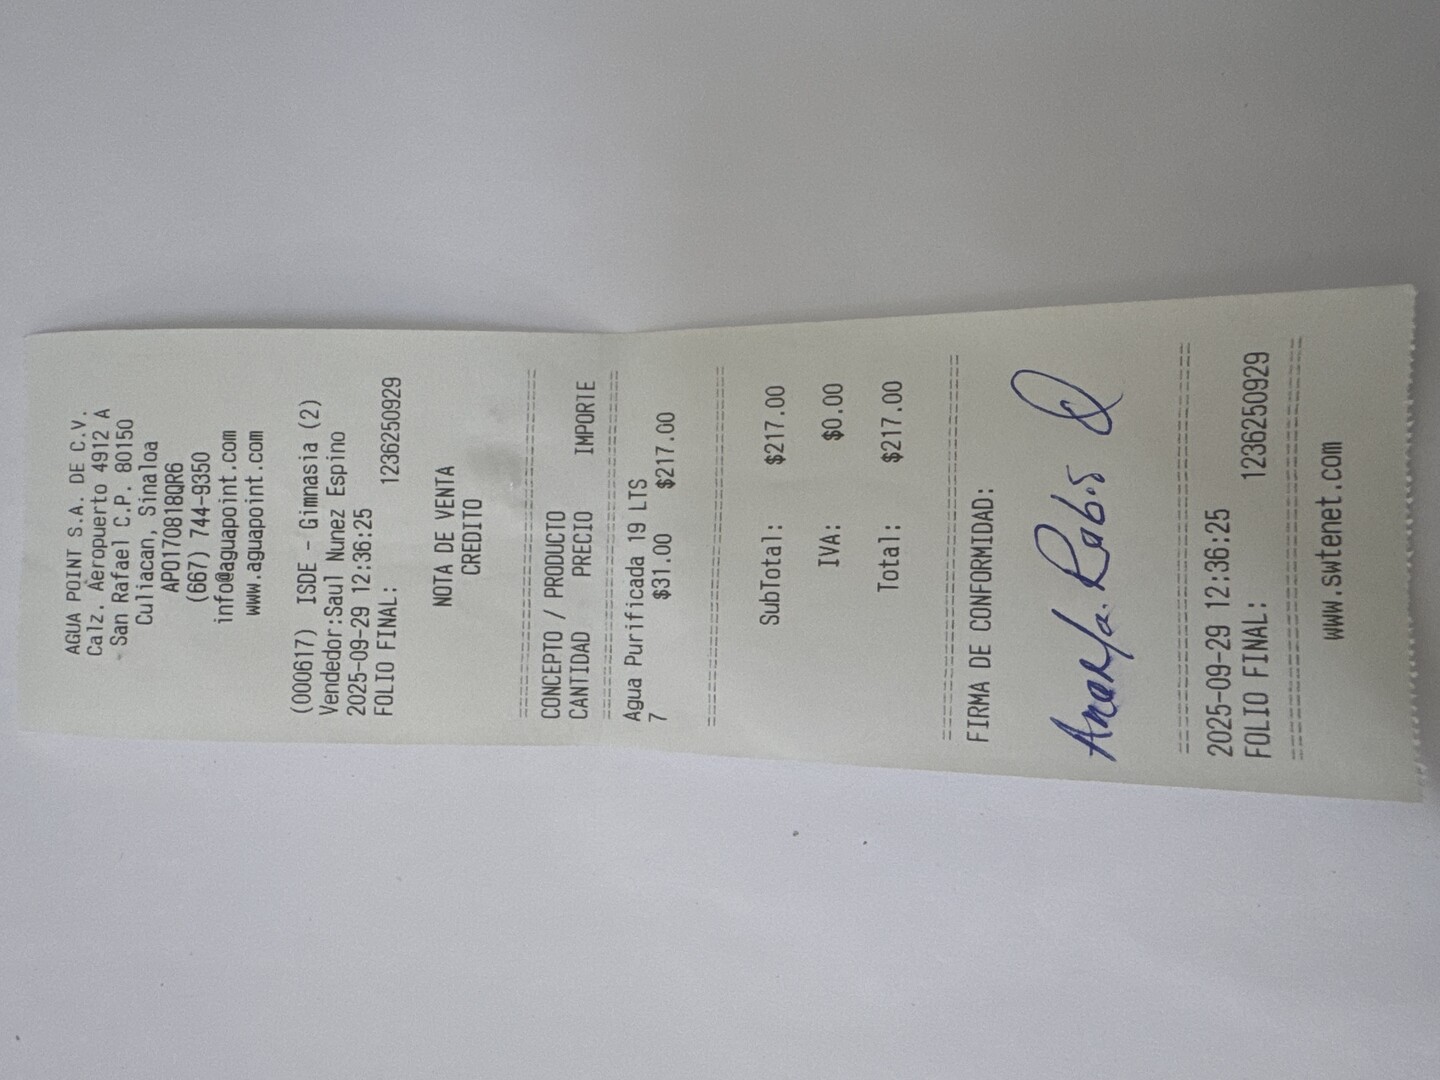 AGUA POINT S.A. DE C.V.
Calz. Aeropuerto 4912 A
San Rafael C.P. 80150
Culiacan, Sinaloa
APO170818QR6
(667) 744-9350
info@aguapoint.com
www.aguapoint.com
(000617) ISDE - Gimnasia (2)
Vendedor:Saul Nunez Espino
2025-09-29 12:36:25
FOLIO FINAL: 1236250929
NOTA DE VENTA
CREDITO
==============================
CONCEPTO / PRODUCTO
CANTIDAD PRECIO IMPORTE
==============================
Agua Purificada 19 LTS
7 $31.00 $217.00
==============================
SubTotal: $217.00
IVA: $0.00
Total: $217.00
==============================
FIRMA DE CONFORMIDAD:
==============================
2025-09-29 12:36:25
FOLIO FINAL: 1236250929
==============================
www.swtenet.com